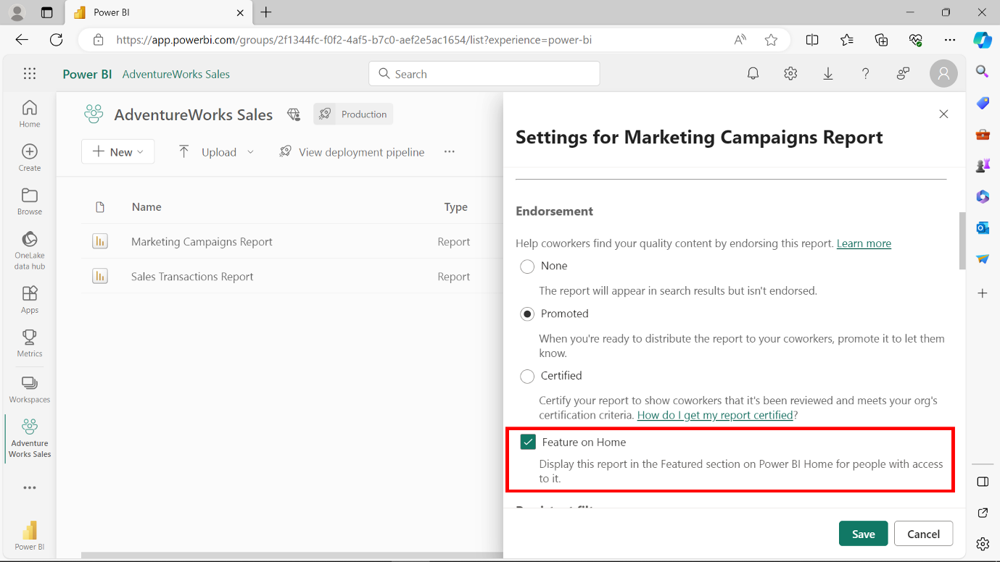 Power BI
https://app.powerbi.com/groups/2f1344fc-f0f2-4af5-b7c0-aef2e5ac1654/list?experience=power-bi
Power BI AdventureWorks Sales
Search
Home
Create
Browse
OneLake
data hub
Apps
Metrics
Workspaces
Adventure
Works Sales
Power BI
AdventureWorks Sales
Production
New
Upload
View deployment pipeline
Name Type
Marketing Campaigns Report Report
Sales Transactions Report Report
Settings for Marketing Campaigns Report
Endorsement
Help coworkers find your quality content by endorsing this report. Learn more
None
The report will appear in search results but isn't endorsed.
Promoted
When you're ready to distribute the report to your coworkers, promote it to let them
know.
Certified
Certify your report to show coworkers that it's been reviewed and meets your org's
certification criteria. How do I get my report certified?
Feature on Home
Display this report in the Featured section on Power BI Home for people with access
to it.
Save
Cancel